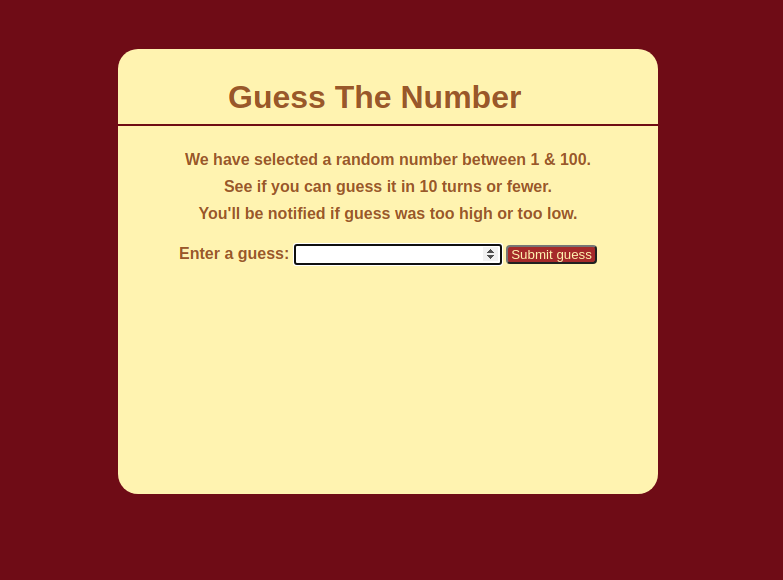 Guess The Number
We have selected a random number between 1 & 100.
See if you can guess it in 10 turns or fewer.
You'll be notified if guess was too high or too low.
Enter a guess: Submit guess